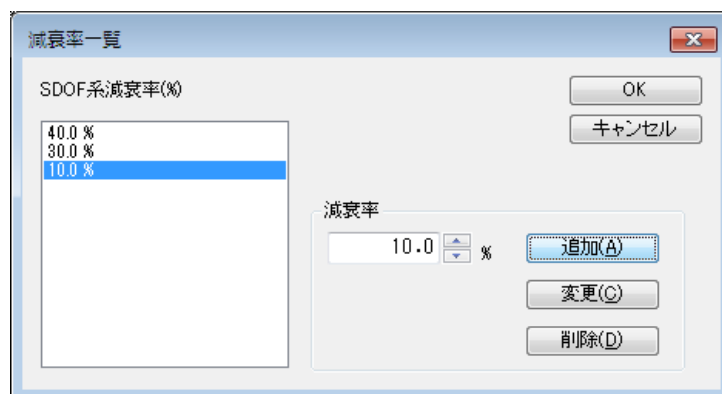 減衰率一覧
SDOF系減衰率(%)
40.0 %
30.0 %
10.0 %
OK
キャンセル
減衰率
10.0 %
追加(A)
変更(C)
削除(D)